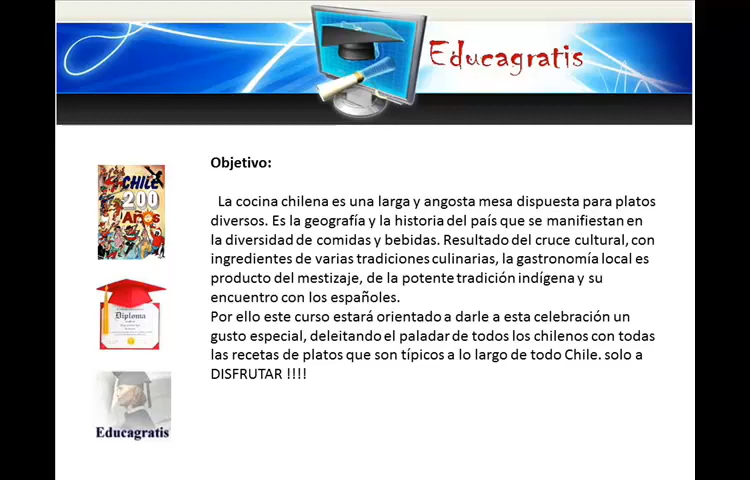 Educagratis
Objetivo:
La cocina chilena es una larga y angosta mesa dispuesta para platos
diversos. Es la geografía y la historia del país que se manifiestan en
la diversidad de comidas y bebidas. Resultado del cruce cultural, con
ingredientes de varias tradiciones culinarias, la gastronomía local es
producto del mestizaje, de la potente tradición indígena y su
encuentro con los españoles.
Por ello este curso estará orientado a darle a esta celebración un
gusto especial, deleitando el paladar de todos los chilenos con todas
las recetas de platos que son típicos a lo largo de todo Chile. solo a
DISFRUTAR !!!!
CHILE
200
Años
Diploma
Educagratis